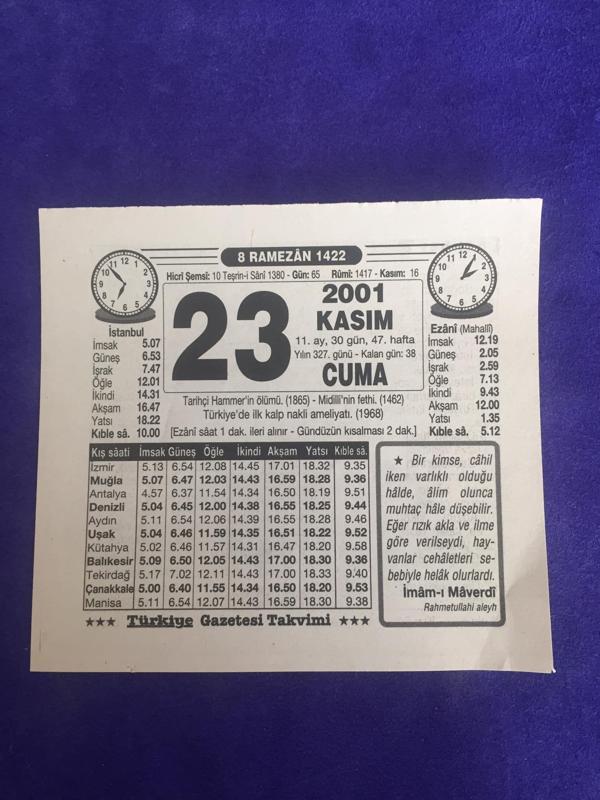 8 RAMEZÂN 1422
Hicrî Şemsî: 10 Teşrin-i Sâni 1380 - Gün: 65 Rûmî: 1417 - Kasım: 16
23
2001
KASIM
11. ay, 30 gün, 47. hafta
Yılın 327. günü - Kalan gün: 38
CUMA
Tarihçi Hammer'in ölümü. (1865) - Midilli'nin fethi. (1462)
Türkiye'de ilk kalp nakli ameliyatı. (1968)
[Ezânî sâat 1 dak. ileri alınır - Gündüzün kısalması 2 dak.]
İstanbul
İmsak 5.07
Güneş 6.53
İsrak 7.47
Öğle 12.01
İkindi 14.31
Akşam 16.47
Yatsı 18.22
Kıble sâ. 10.00
Ezânî (Mahallî)
İmsak 12.19
Güneş 2.05
İsrak 2.59
Öğle 7.13
İkindi 9.43
Akşam 12.00
Yatsı 1.35
Kıble sâ. 5.12
Kış sàati İmsak Güneş Öğle İkindi Akşam Yatsı Kıble sâ.
İzmir 5.13 6.54 12.08 14.45 17.01 18.32 9.35
Muğla 5.07 6.47 12.03 14.43 16.59 18.28 9.36
Antalya 4.57 6.37 11.54 14.34 16.50 18.19 9.51
Denizli 5.04 6.45 12.00 14.38 16.55 18.25 9.44
Aydın 5.11 6.54 12.06 14.39 16.55 18.28 9.46
Uşak 5.04 6.46 11.59 14.35 16.51 18.22 9.52
Kütahya 5.02 6.46 11.57 14.31 16.47 18.20 9.58
Balıkesir 5.09 6.50 12.05 14.43 17.00 18.30 9.36
Tekirdağ 5.17 7.02 12.11 14.43 17.00 18.33 9.40
Çanakkale 5.00 6.40 11.55 14.34 16.50 18.20 9.53
Manisa 5.11 6.54 12.07 14.43 16.59 18.30 9.38
★ Bir kimse, câhil
iken varlıklı olduğu
hâlde, âlim olunca
muhtaç hâle düşebilir.
Eğer rızık akla ve ilme
göre verilseydi, hay-
vanlar cehâletleri se-
bebiyle helâk olurlardı.
İmâm-ı Mâverdî
Rahmetullahi aleyh
★★★ Türkiye Gazetesi Takvimi ★★★